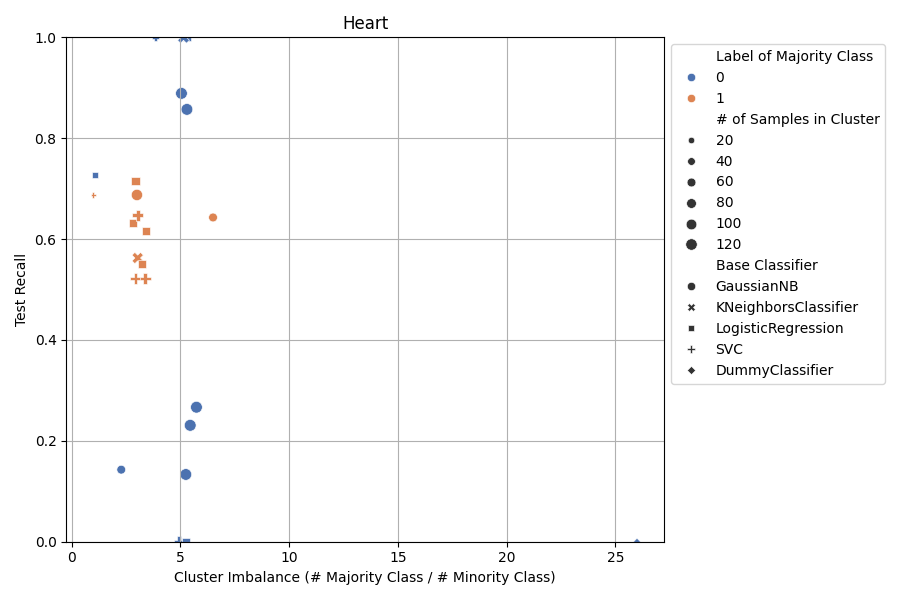 Heart
1.0
0.8
0.6
0.4
0.2
0.0
Test Recall
0 5 10 15 20 25
Cluster Imbalance (# Majority Class / # Minority Class)
Label of Majority Class
0
1
# of Samples in Cluster
20
40
60
80
100
120
Base Classifier
GaussianNB
KNeighborsClassifier
LogisticRegression
SVC
DummyClassifier